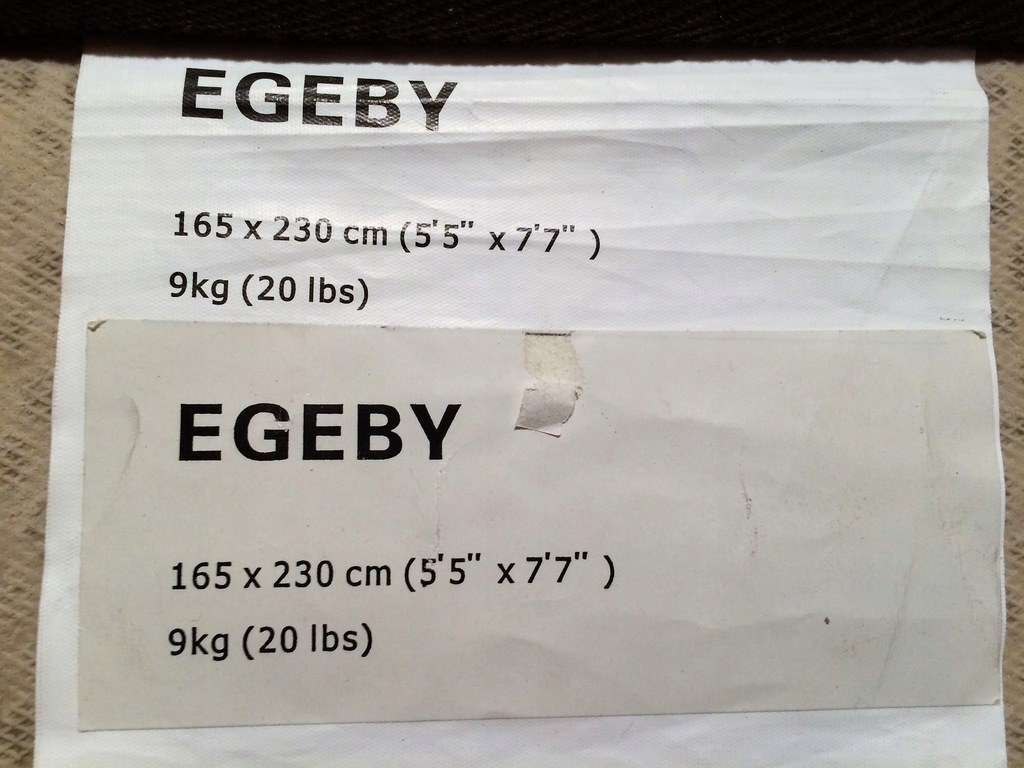 EGEBY
165 x 230 cm (5'5" x 7'7" )
9kg (20 lbs)
EGEBY
165 x 230 cm (5'5" x 7'7" )
9kg (20 lbs)